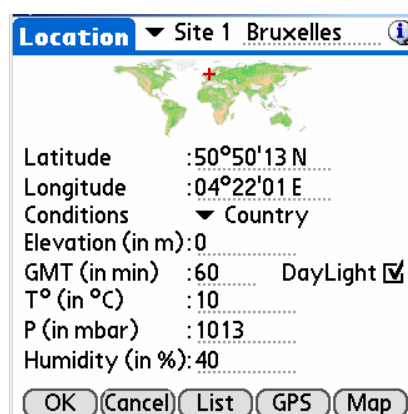 Location Site 1 Bruxelles i
Latitude :50°50'13 N
Longitude :04°22'01 E
Conditions Country
Elevation (in m):0
GMT (in min) :60 DayLight
T° (in °C) :10
P (in mbar) :1013
Humidity (in %):40
OK Cancel List GPS Map